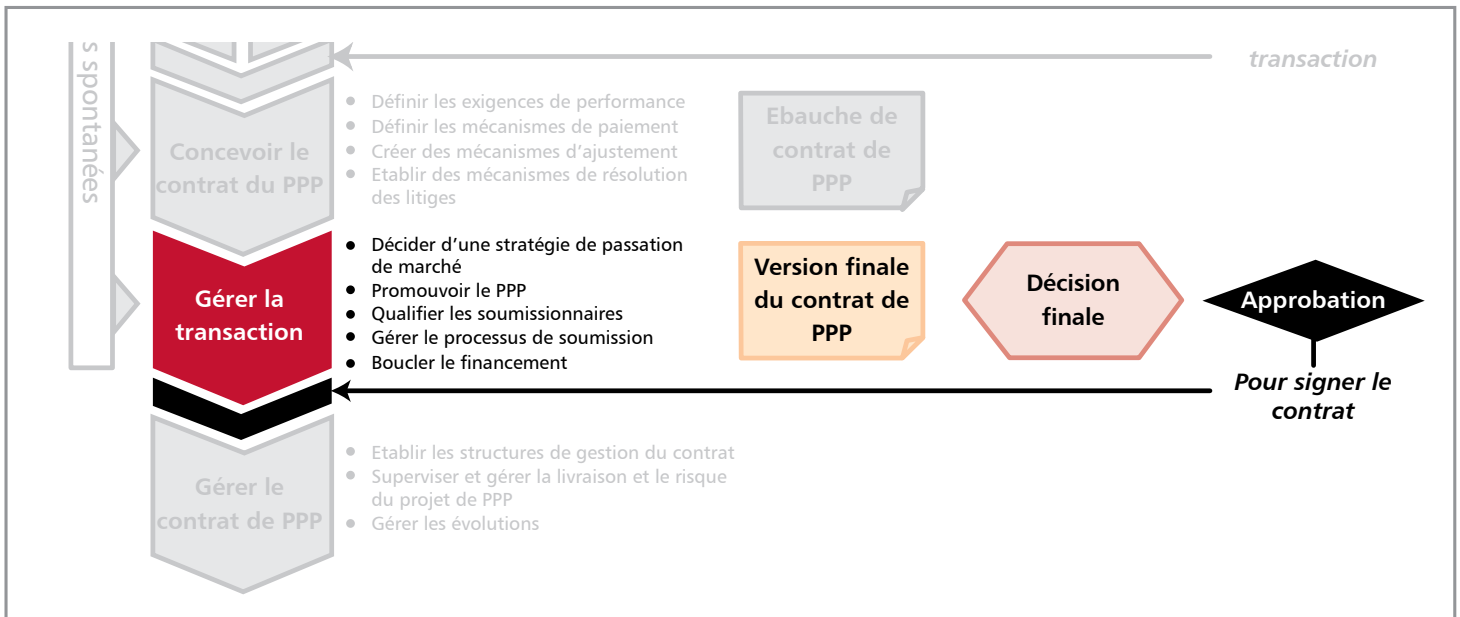 s spontanées
transaction
Concevoir le
contrat du PPP
• Définir les exigences de performance
• Définir les mécanismes de paiement
• Créer des mécanismes d’ajustement
• Etablir des mécanismes de résolution
des litiges
Ebauche de
contrat de
PPP
Gérer la
transaction
• Décider d’une stratégie de passation
de marché
• Promouvoir le PPP
• Qualifier les soumissionnaires
• Gérer le processus de soumission
• Boucler le financement
Version finale
du contrat de
PPP
Décision
finale
Approbation
Pour signer le
contrat
Gérer le
contrat de PPP
• Etablir les structures de gestion du contrat
• Superviser et gérer la livraison et le risque
du projet de PPP
• Gérer les évolutions